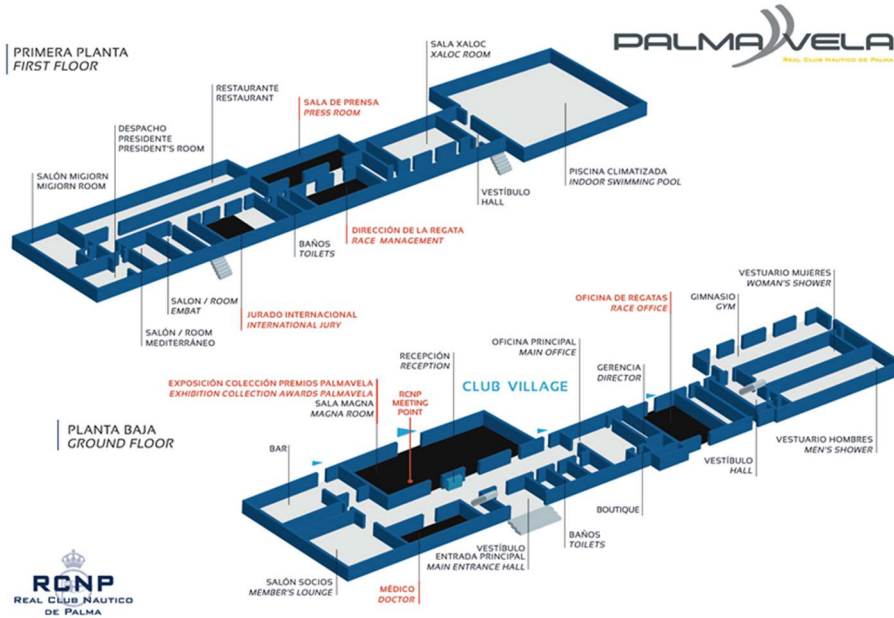 PRIMERA PLANTA
FIRST FLOOR
PALMAVELA
REAL CLUB NAUTICO DE PALMA
SALA XALOC
XALOC ROOM
RESTAURANTE
RESTAURANT
SALA DE PRENSA
PRESS ROOM
DESPACHO
PRESIDENTE
PRESIDENT'S ROOM
SALÓN MIGJORN
MIGJORN ROOM
PISCINA CLIMATIZADA
INDOOR SWIMMING POOL
VESTÍBULO
HALL
DIRECCIÓN DE LA REGATA
RACE MANAGEMENT
BAÑOS
TOILETS
SALON / ROOM
EMBAT
JURADO INTERNACIONAL
INTERNATIONAL JURY
SALÓN / ROOM
MEDITERRÁNEO
VESTUARIO MUJERES
WOMAN'S SHOWER
OFICINA DE REGATAS
RACE OFFICE
GIMNASIO
GYM
OFICINA PRINCIPAL
MAIN OFFICE
RECEPCIÓN
RECEPTION
GERENCIA
DIRECTOR
CLUB VILLAGE
EXPOSICIÓN COLECCIÓN PREMIOS PALMAVELA
EXHIBITION COLLECTION AWARDS PALMAVELA
SALA MAGNA
MAGNA ROOM
RCNP
MEETING
POINT
PLANTA BAJA
GROUND FLOOR
BAR
VESTUARIO HOMBRES
MEN'S SHOWER
VESTÍBULO
HALL
BOUTIQUE
BAÑOS
TOILETS
VESTÍBULO
ENTRADA PRINCIPAL
MAIN ENTRANCE HALL
SALÓN SOCIOS
MEMBER'S LOUNGE
MÉDICO
DOCTOR
RCNP
REAL CLUB NÁUTICO
DE PALMA